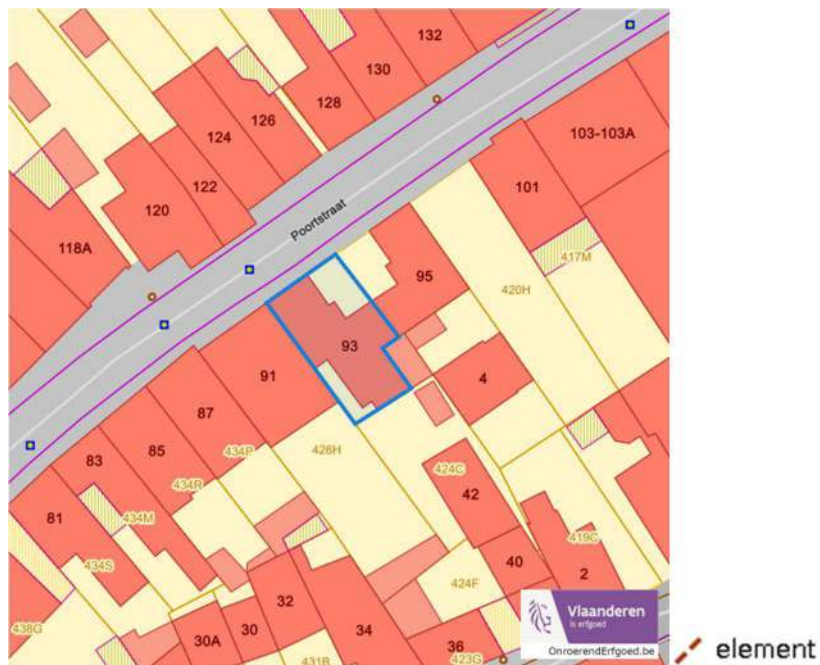 132
130
128
126
124
122
120
118A
103-103A
101
417M
Poortstraat
95
420H
93
91
4
87
85
83
81
434P
434R
434M
434S
426H
424C
42
419C
40
2
424F
438G
30A
30
32
34
36
431B
423G
Vlaanderen
is erfgoed
OnroerendErfgoed.be
element